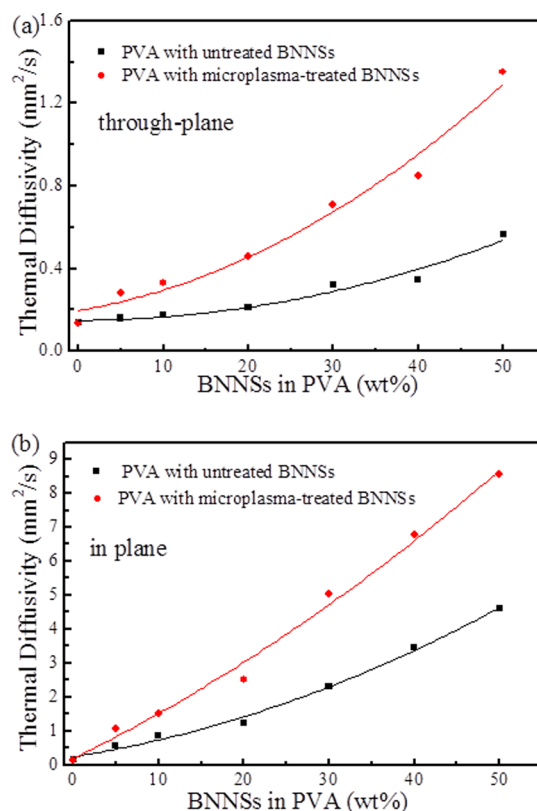 (a)
1.6
PVA with untreated BNNSs
PVA with microplasma-treated BNNSs
1.2
through-plane
0.8
0.4
0.0
Thermal Diffusivity (mm²/s)
0 10 20 30 40 50
BNNSs in PVA (wt%)
(b)
9
PVA with untreated BNNSs
8
PVA with microplasma-treated BNNSs
7
in plane
6
5
4
3
2
1
0
Thermal Diffusivity (mm²/s)
0 10 20 30 40 50
BNNSs in PVA (wt%)